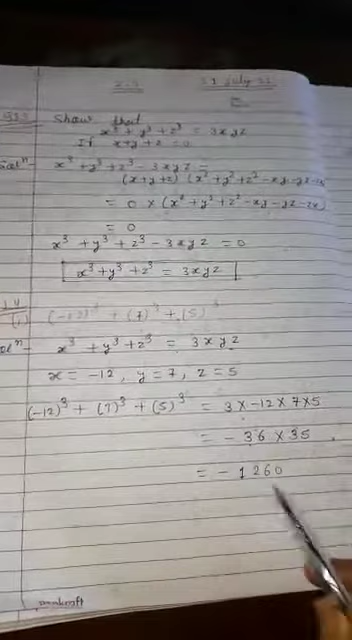 21 July 21
Show that
x³ + y³ + z³ = 3xyz
If x+y+z = 0
x³ + y³ + z³ - 3xyz =
(x+y+z) (x²+y²+z²-xy-yz-zx)
= 0 × (x²+y²+z²-xy-yz-zx)
= 0
x³ + y³ + z³ - 3xyz = 0
x³+y³+z³ = 3xyz
(i) (-12)³ + (7)³ + (5)³
x³ + y³ + z³ = 3xyz
x = -12, y = 7, z = 5
(-12)³ + (7)³ + (5)³ = 3×-12×7×5
= - 36 × 35
= - 1260